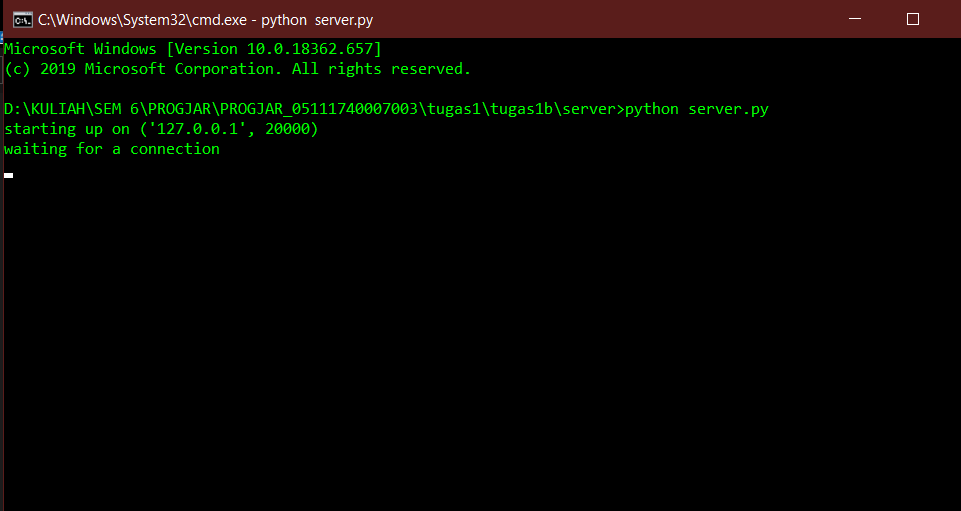 C:\Windows\System32\cmd.exe - python  server.py
Microsoft Windows [Version 10.0.18362.657]
(c) 2019 Microsoft Corporation. All rights reserved.
D:\KULIAH\SEM 6\PROGJAR\PROGJAR_05111740007003\tugas1\tugas1b\server>python server.py
starting up on ('127.0.0.1', 20000)
waiting for a connection